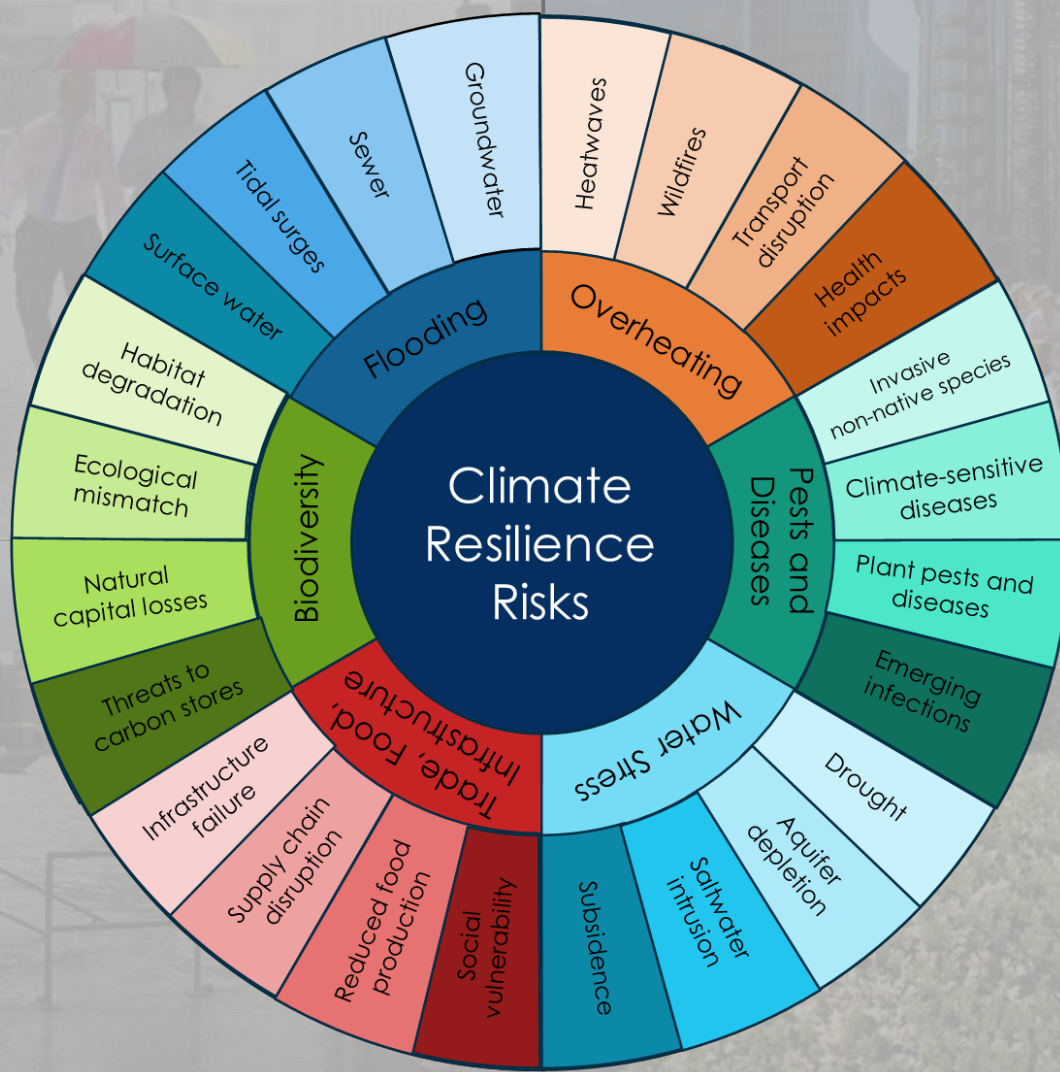 Climate
Resilience
Risks
Overheating
Heatwaves
Wildfires
Transport
disruption
Health
impacts
Pests and
Diseases
Invasive
non-native species
Climate-sensitive
diseases
Plant pests and
diseases
Emerging
infections
Water Stress
Drought
Aquifer
depletion
Saltwater
intrusion
Subsidence
Trade, Food,
Infrastructure
Social
vulnerability
Reduced food
production
Supply chain
disruption
Infrastructure
failure
Biodiversity
Threats to
carbon stores
Natural
capital losses
Ecological
mismatch
Habitat
degradation
Flooding
Surface water
Tidal surges
Sewer
Groundwater